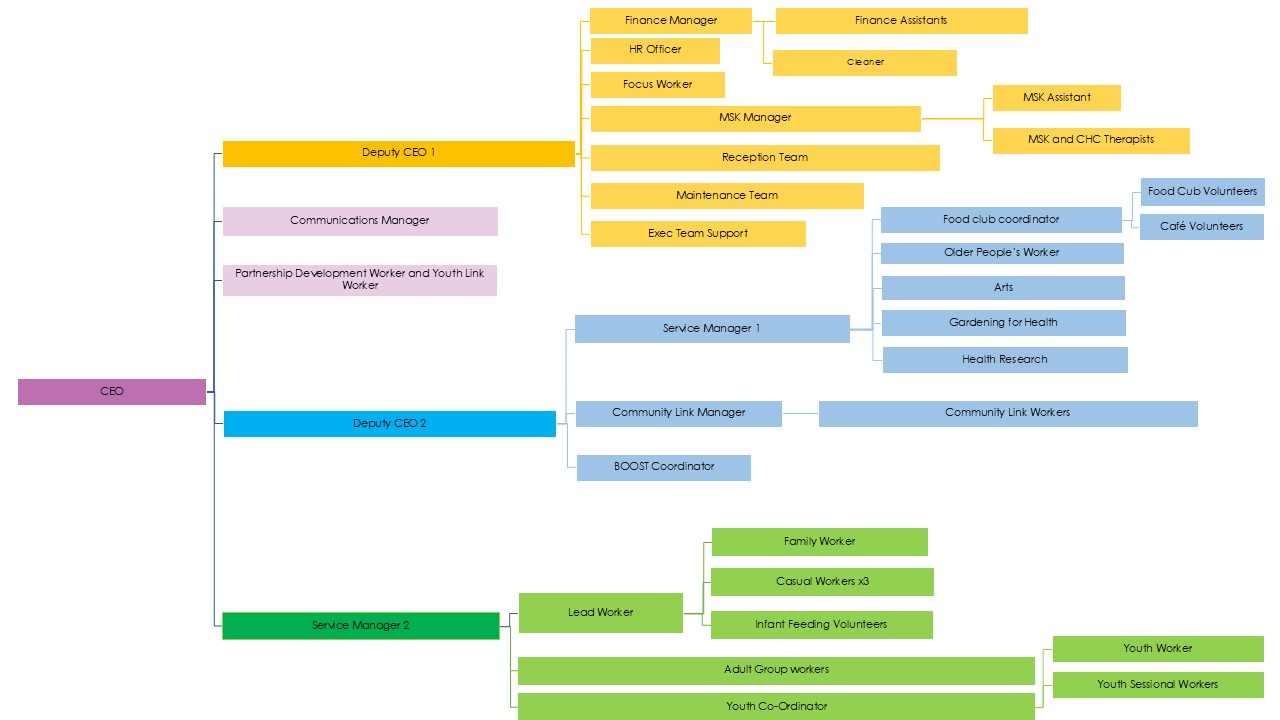 Finance Manager
Finance Assistants
HR Officer
Cleaner
Focus Worker
MSK Assistant
MSK Manager
MSK and CHC Therapists
Deputy CEO 1
Reception Team
Maintenance Team
Food Cub Volunteers
Communications Manager
Food club coordinator
Café Volunteers
Exec Team Support
Older People's Worker
Partnership Development Worker and Youth Link
Worker
Arts
Gardening for Health
Service Manager 1
Health Research
CEO
Community Link Manager
Community Link Workers
Deputy CEO 2
BOOST Coordinator
Family Worker
Casual Workers x3
Lead Worker
Infant Feeding Volunteers
Service Manager 2
Youth Worker
Adult Group workers
Youth Sessional Workers
Youth Co-Ordinator